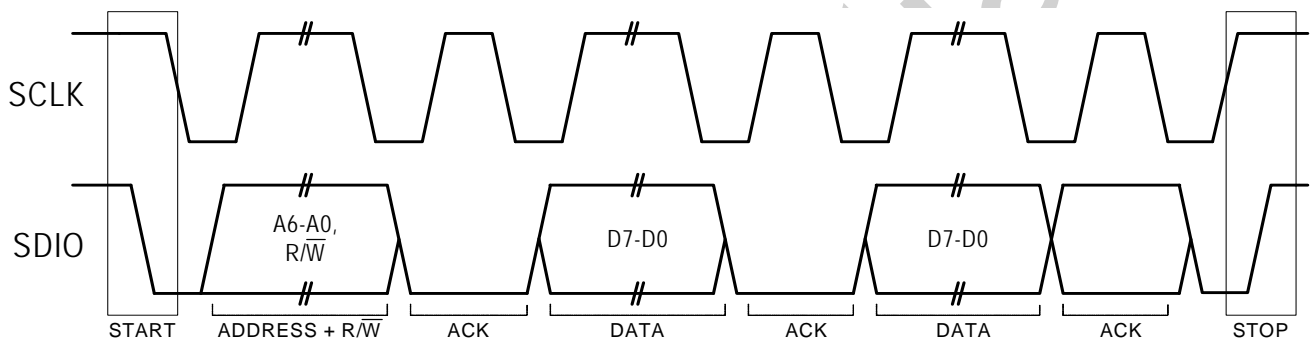 SCLK
SDIO
A6-A0,
R/W̅
D7-D0
D7-D0
START
ADDRESS + R/W̅
ACK
DATA
ACK
DATA
ACK
STOP